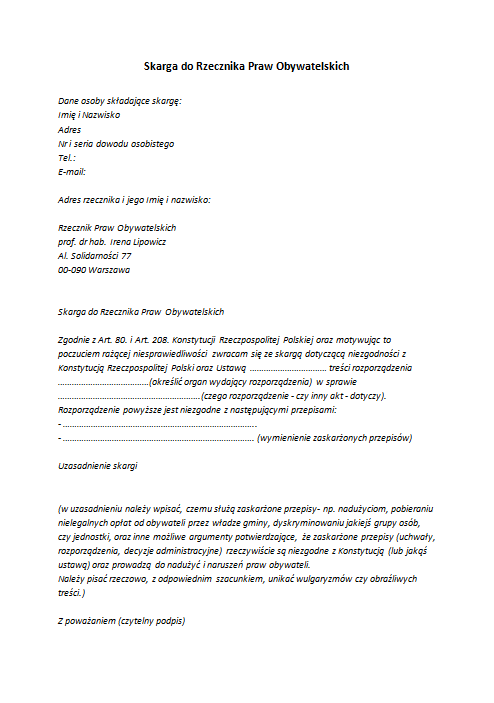 Skarga do Rzecznika Praw Obywatelskich
Dane osoby składające skargę:
Imię i Nazwisko
Adres
Nr i seria dowodu osobistego
Tel.:
E-mail:
Adres rzecznika i jego Imię i nazwisko:
Rzecznik Praw Obywatelskich
prof. dr hab. Irena Lipowicz
Al. Solidarności 77
00-090 Warszawa
Skarga do Rzecznika Praw Obywatelskich
Zgodnie z Art. 80. i Art. 208. Konstytucji Rzeczpospolitej Polskiej oraz motywując to
poczuciem rażącej niesprawiedliwości zwracam się ze skargą dotyczącą niezgodności z
Konstytucją Rzeczpospolitej Polski oraz Ustawą ................................. treści rozporządzenia
.......................................(określić organ wydający rozporządzenia) w sprawie
.............................................................(czego rozporządzenie - czy inny akt - dotyczy).
Rozporządzenie powyższe jest niezgodne z następującymi przepisami:
- ...................................................................................
- .................................................................................. (wymienienie zaskarżonych przepisów)
Uzasadnienie skargi
(w uzasadnieniu należy wpisać, czemu służą zaskarżone przepisy- np. nadużyciom, pobieraniu
nielegalnych opłat od obywateli przez władze gminy, dyskryminowaniu jakiejś grupy osób,
czy jednostki, oraz inne możliwe argumenty potwierdzające, że zaskarżone przepisy (uchwały,
rozporządzenia, decyzje administracyjne) rzeczywiście są niezgodne z Konstytucją (lub jakąś
ustawą) oraz prowadzą do nadużyć i naruszeń praw obywateli.
Należy pisać rzeczowo, z odpowiednim szacunkiem, unikać wulgaryzmów czy obraźliwych
treści.)
Z poważaniem (czytelny podpis)